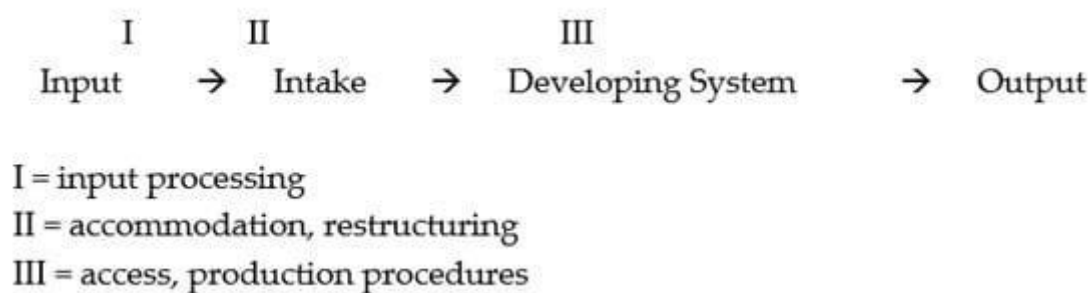 I II III
Input → Intake → Developing System → Output
I = input processing
II = accommodation, restructuring
III = access, production procedures